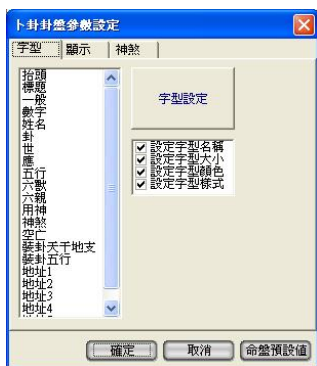 卜卦卦盤參數設定
字型 顯示 神煞
抬頭
標題
一般
數字
姓名
卦
世
應
五行
六獸
六親
用神
神煞
空亡
裝卦天干地支
裝卦五行
地址1
地址2
地址3
地址4
字型設定
設定字型名稱
設定字型大小
設定字型顏色
設定字型樣式
確定 取消 命盤預設值